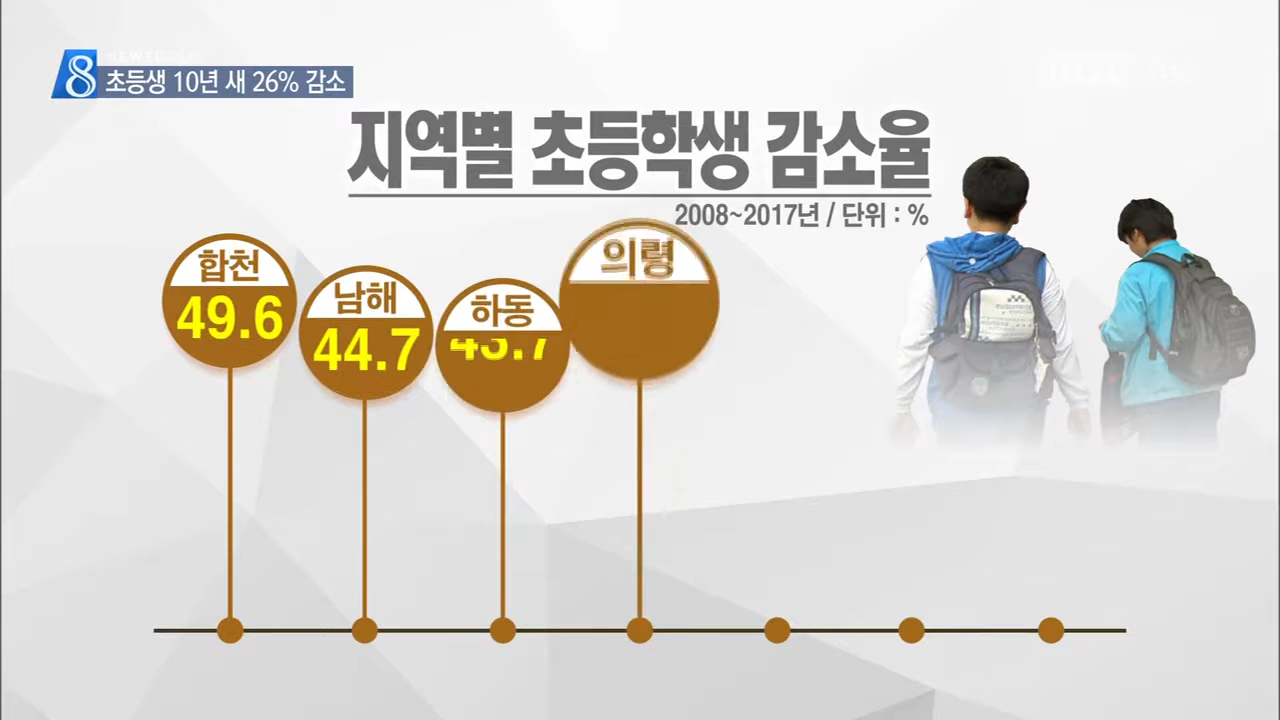 8 초등생 10년 새 26% 감소
지역별 초등학생 감소율
2008~2017년 / 단위 : %
합천
49.6
남해
44.7
하동
43.7
의령